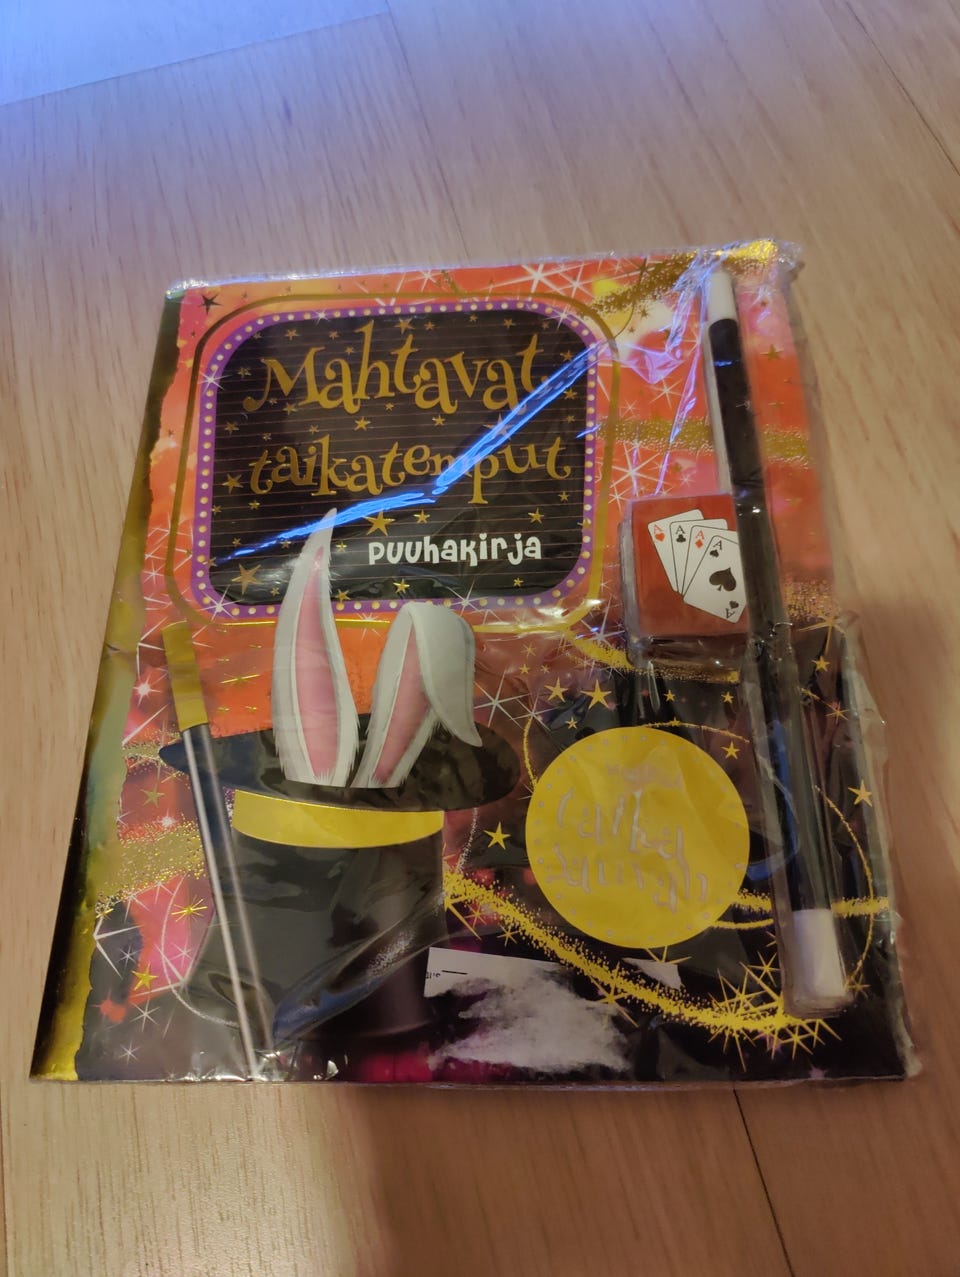 Mahtavat
taikatemput
puuhakirja
A A A A
A